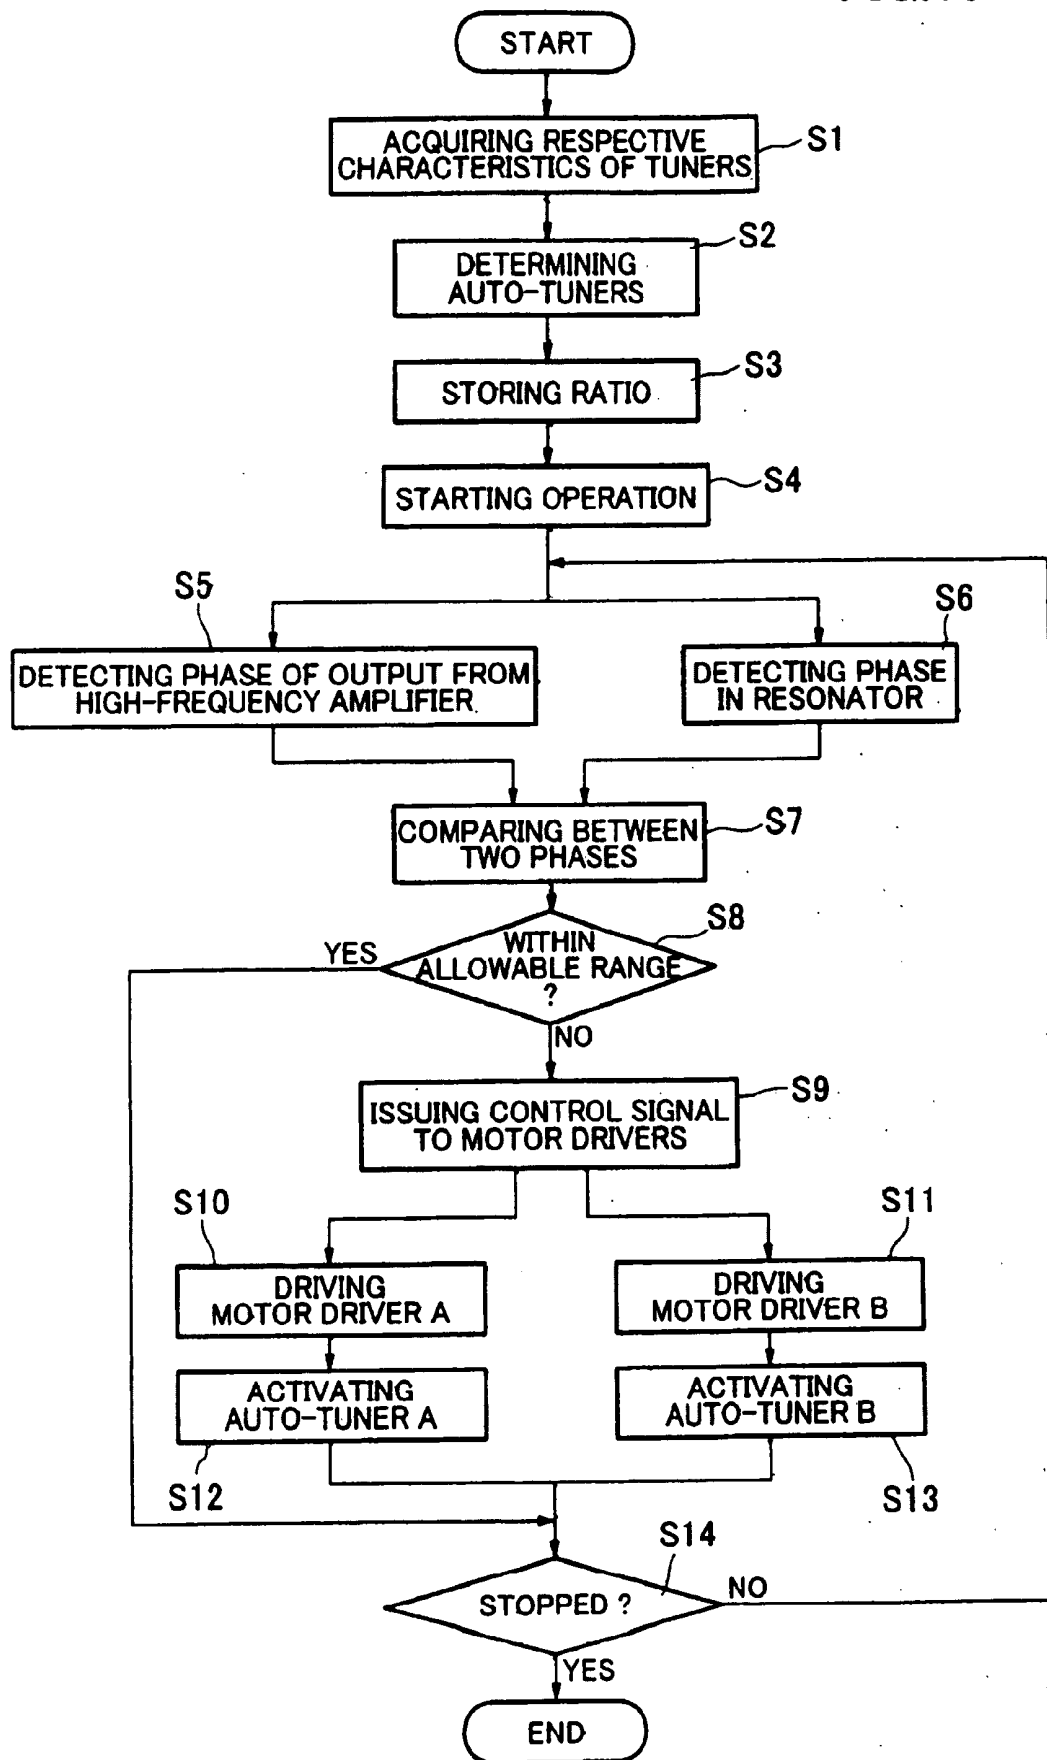 START
ACQUIRING RESPECTIVE
CHARACTERISTICS OF TUNERS
S1
S2
DETERMINING
AUTO-TUNERS
S3
STORING RATIO
S4
STARTING OPERATION
S5
S6
DETECTING PHASE OF OUTPUT FROM
HIGH-FREQUENCY AMPLIFIER
DETECTING PHASE
IN RESONATOR
COMPARING BETWEEN
TWO PHASES
S7
S8
YES
WITHIN
ALLOWABLE RANGE
?
NO
S9
ISSUING CONTROL SIGNAL
TO MOTOR DRIVERS
S10
S11
DRIVING
MOTOR DRIVER A
DRIVING
MOTOR DRIVER B
ACTIVATING
AUTO-TUNER A
ACTIVATING
AUTO-TUNER B
S12
S13
S14
STOPPED ?
NO
YES
END